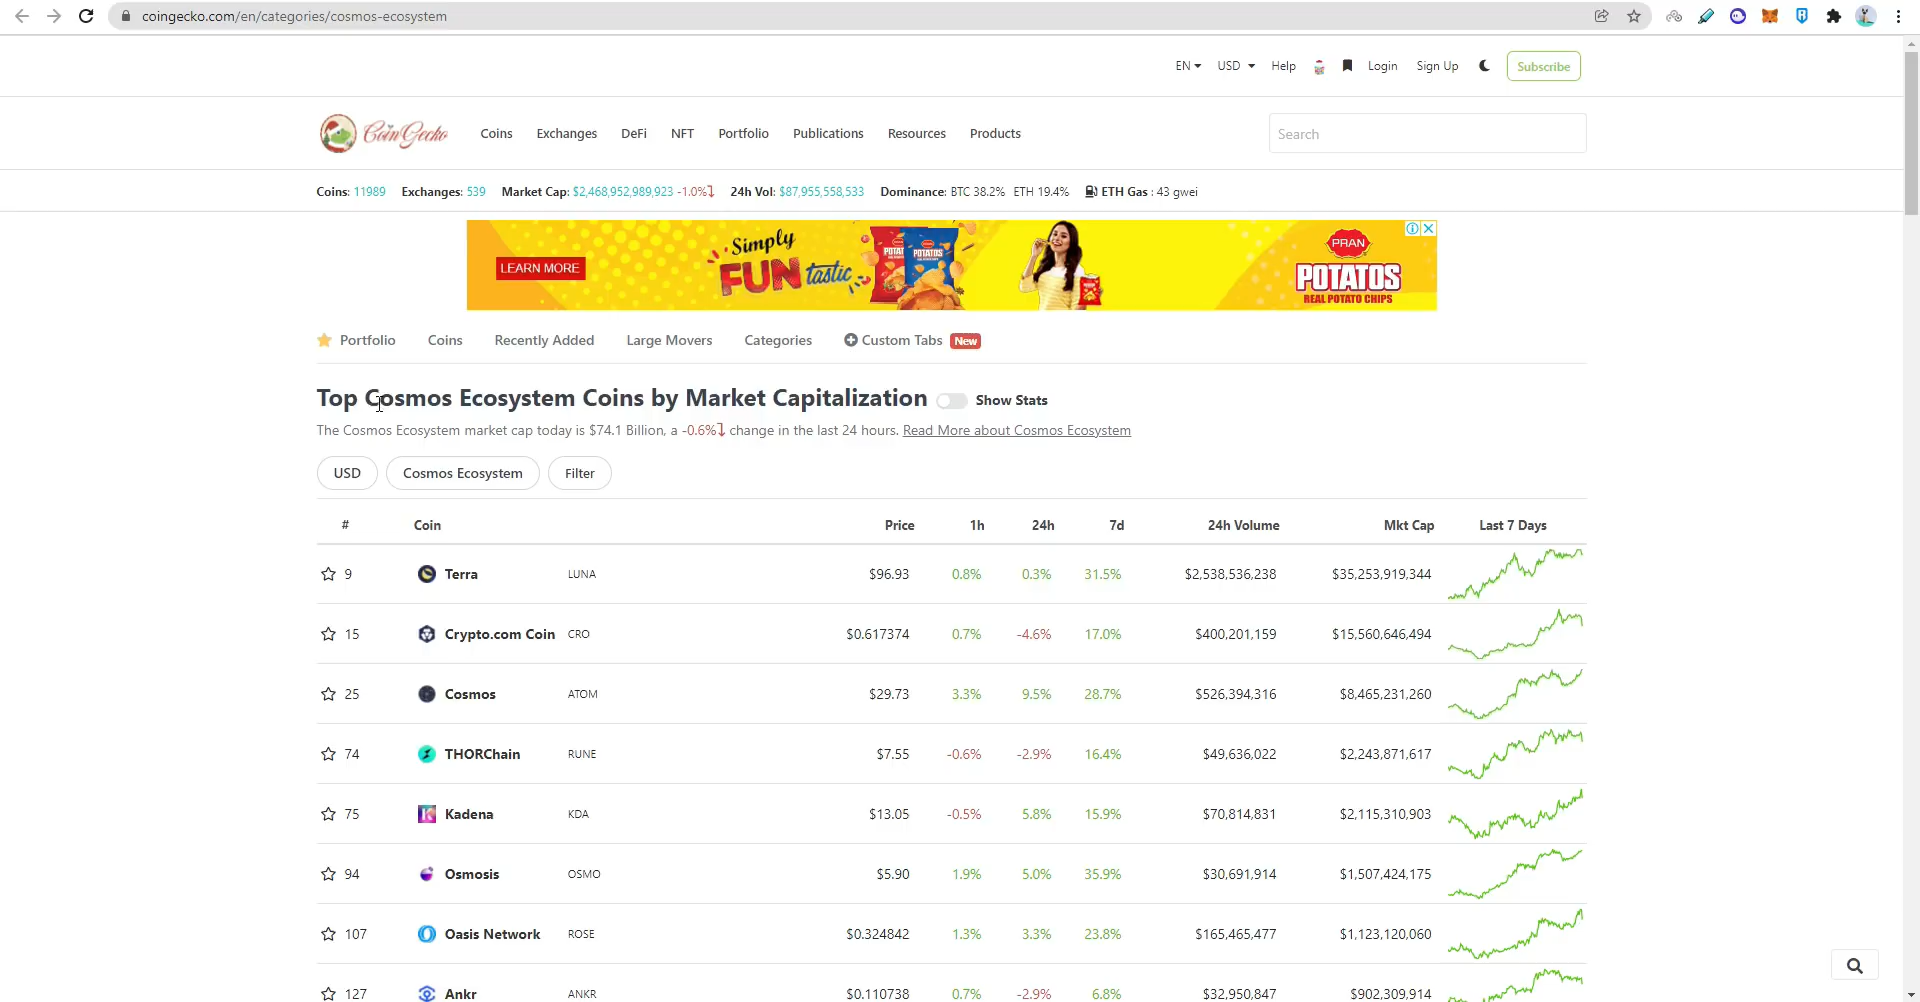 coingecko.com/en/categories/cosmos-ecosystem
EN USD Help Login Sign Up Subscribe
CoinGecko Coins Exchanges DeFi NFT Portfolio Publications Resources Products Search
Coins: 11989 Exchanges: 539 Market Cap: $2,468,952,989,923 -1.0% 24h Vol: $87,955,558,533 Dominance: BTC 38.2% ETH 19.4% ETH Gas : 43 gwei
LEARN MORE
Simply
FUN tastic
POTATOS
PRAN
POTATOS
REAL POTATO CHIPS
Portfolio Coins Recently Added Large Movers Categories Custom Tabs New
Top Cosmos Ecosystem Coins by Market Capitalization Show Stats
The Cosmos Ecosystem market cap today is $74.1 Billion, a -0.6% change in the last 24 hours. Read More about Cosmos Ecosystem
USD Cosmos Ecosystem Filter
# Coin Price 1h 24h 7d 24h Volume Mkt Cap Last 7 Days
9 Terra LUNA $96.93 0.8% 0.3% 31.5% $2,538,536,238 $35,253,919,344
15 Crypto.com Coin CRO $0.617374 0.7% -4.6% 17.0% $400,201,159 $15,560,646,494
25 Cosmos ATOM $29.73 3.3% 9.5% 28.7% $526,394,316 $8,465,231,260
74 THORChain RUNE $7.55 -0.6% -2.9% 16.4% $49,636,022 $2,243,871,617
75 Kadena KDA $13.05 -0.5% 5.8% 15.9% $70,814,831 $2,115,310,903
94 Osmosis OSMO $5.90 1.9% 5.0% 35.9% $30,691,914 $1,507,424,175
107 Oasis Network ROSE $0.324842 1.3% 3.3% 23.8% $165,465,477 $1,123,120,060
127 Ankr ANKR $0.110738 0.7% -2.9% 6.8% $32,950,847 $902,309,914